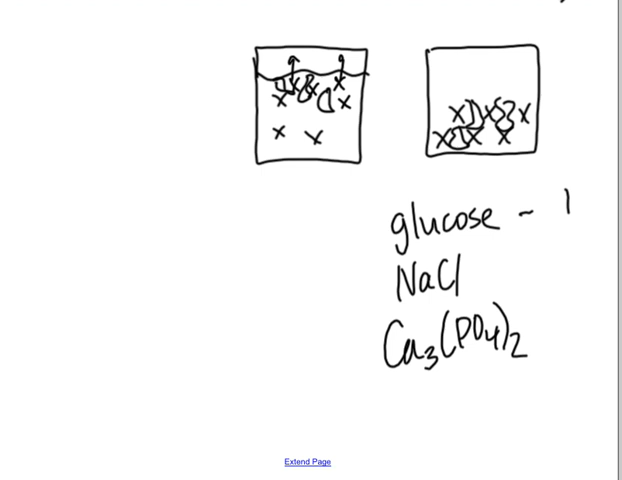 glucose - 1
NaCl
Ca₃(PO₄)₂
Extend Page